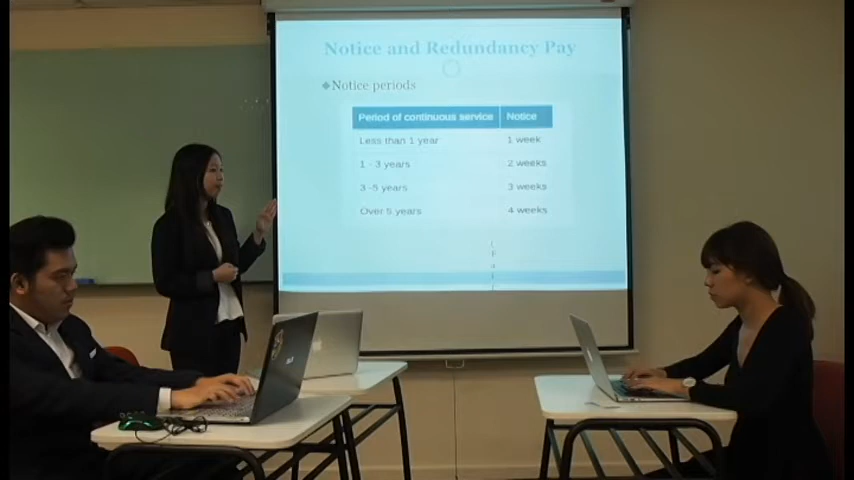 Notice and Redundancy Pay
❖Notice periods
Period of continuous service Notice
Less than 1 year 1 week
1 - 3 years 2 weeks
3 -5 years 3 weeks
Over 5 years 4 weeks